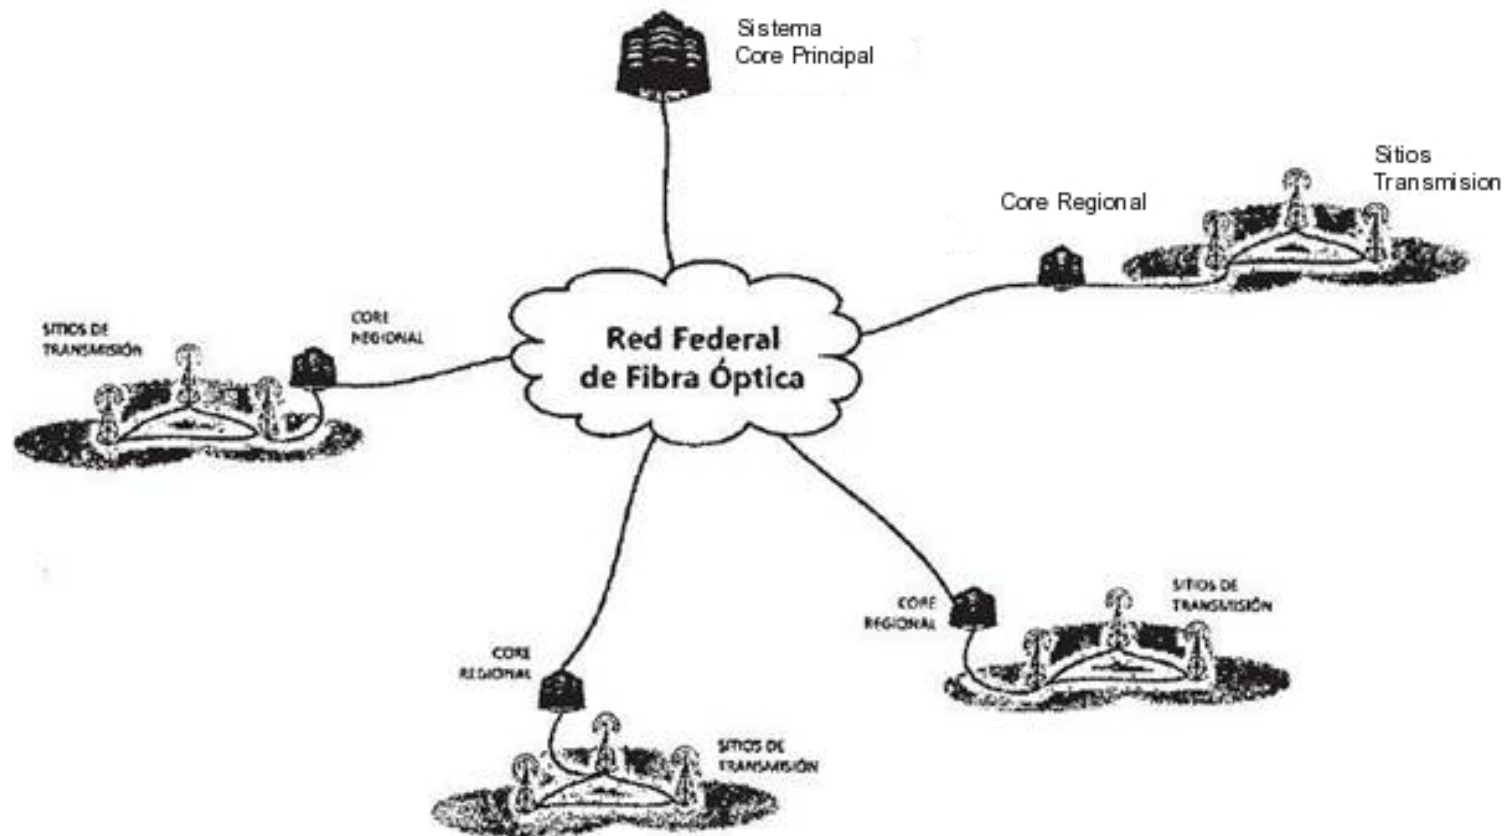 Sistema
Core Principal
Sitios
Transmision
Core Regional
Red Federal
de Fibra Óptica
SITIOS DE
TRANSMISIÓN
CORE
REGIONAL
CORE
REGIONAL
SITIOS DE
TRANSMISIÓN
CORE
REGIONAL
SITIOS DE
TRANSMISIÓN